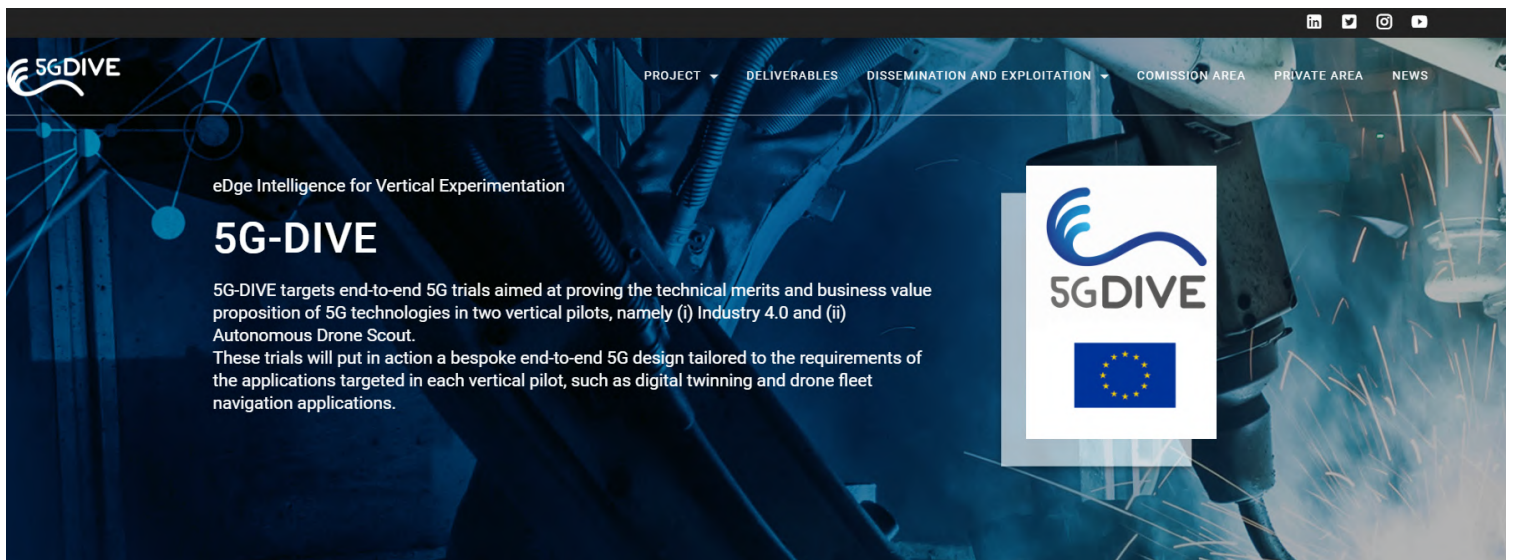 5GDIVE
PROJECT DELIVERABLES DISSEMINATION AND EXPLOITATION COMISSION AREA PRIVATE AREA NEWS
eDge Intelligence for Vertical Experimentation
5G-DIVE
5G-DIVE targets end-to-end 5G trials aimed at proving the technical merits and business value
proposition of 5G technologies in two vertical pilots, namely (i) Industry 4.0 and (ii)
Autonomous Drone Scout.
These trials will put in action a bespoke end-to-end 5G design tailored to the requirements of
the applications targeted in each vertical pilot, such as digital twinning and drone fleet
navigation applications.
5GDIVE